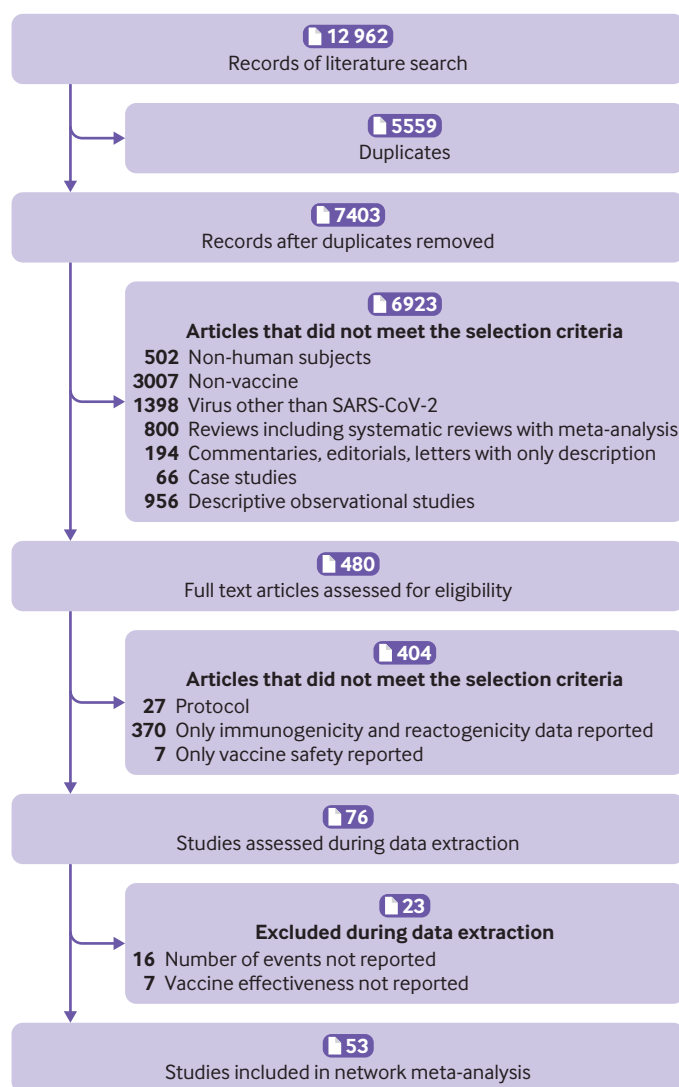 12 962
Records of literature search
5559
Duplicates
7403
Records after duplicates removed
6923
Articles that did not meet the selection criteria
502 Non-human subjects
3007 Non-vaccine
1398 Virus other than SARS-CoV-2
800 Reviews including systematic reviews with meta-analysis
194 Commentaries, editorials, letters with only description
66 Case studies
956 Descriptive observational studies
480
Full text articles assessed for eligibility
404
Articles that did not meet the selection criteria
27 Protocol
370 Only immunogenicity and reactogenicity data reported
7 Only vaccine safety reported
76
Studies assessed during data extraction
23
Excluded during data extraction
16 Number of events not reported
7 Vaccine effectiveness not reported
53
Studies included in network meta-analysis